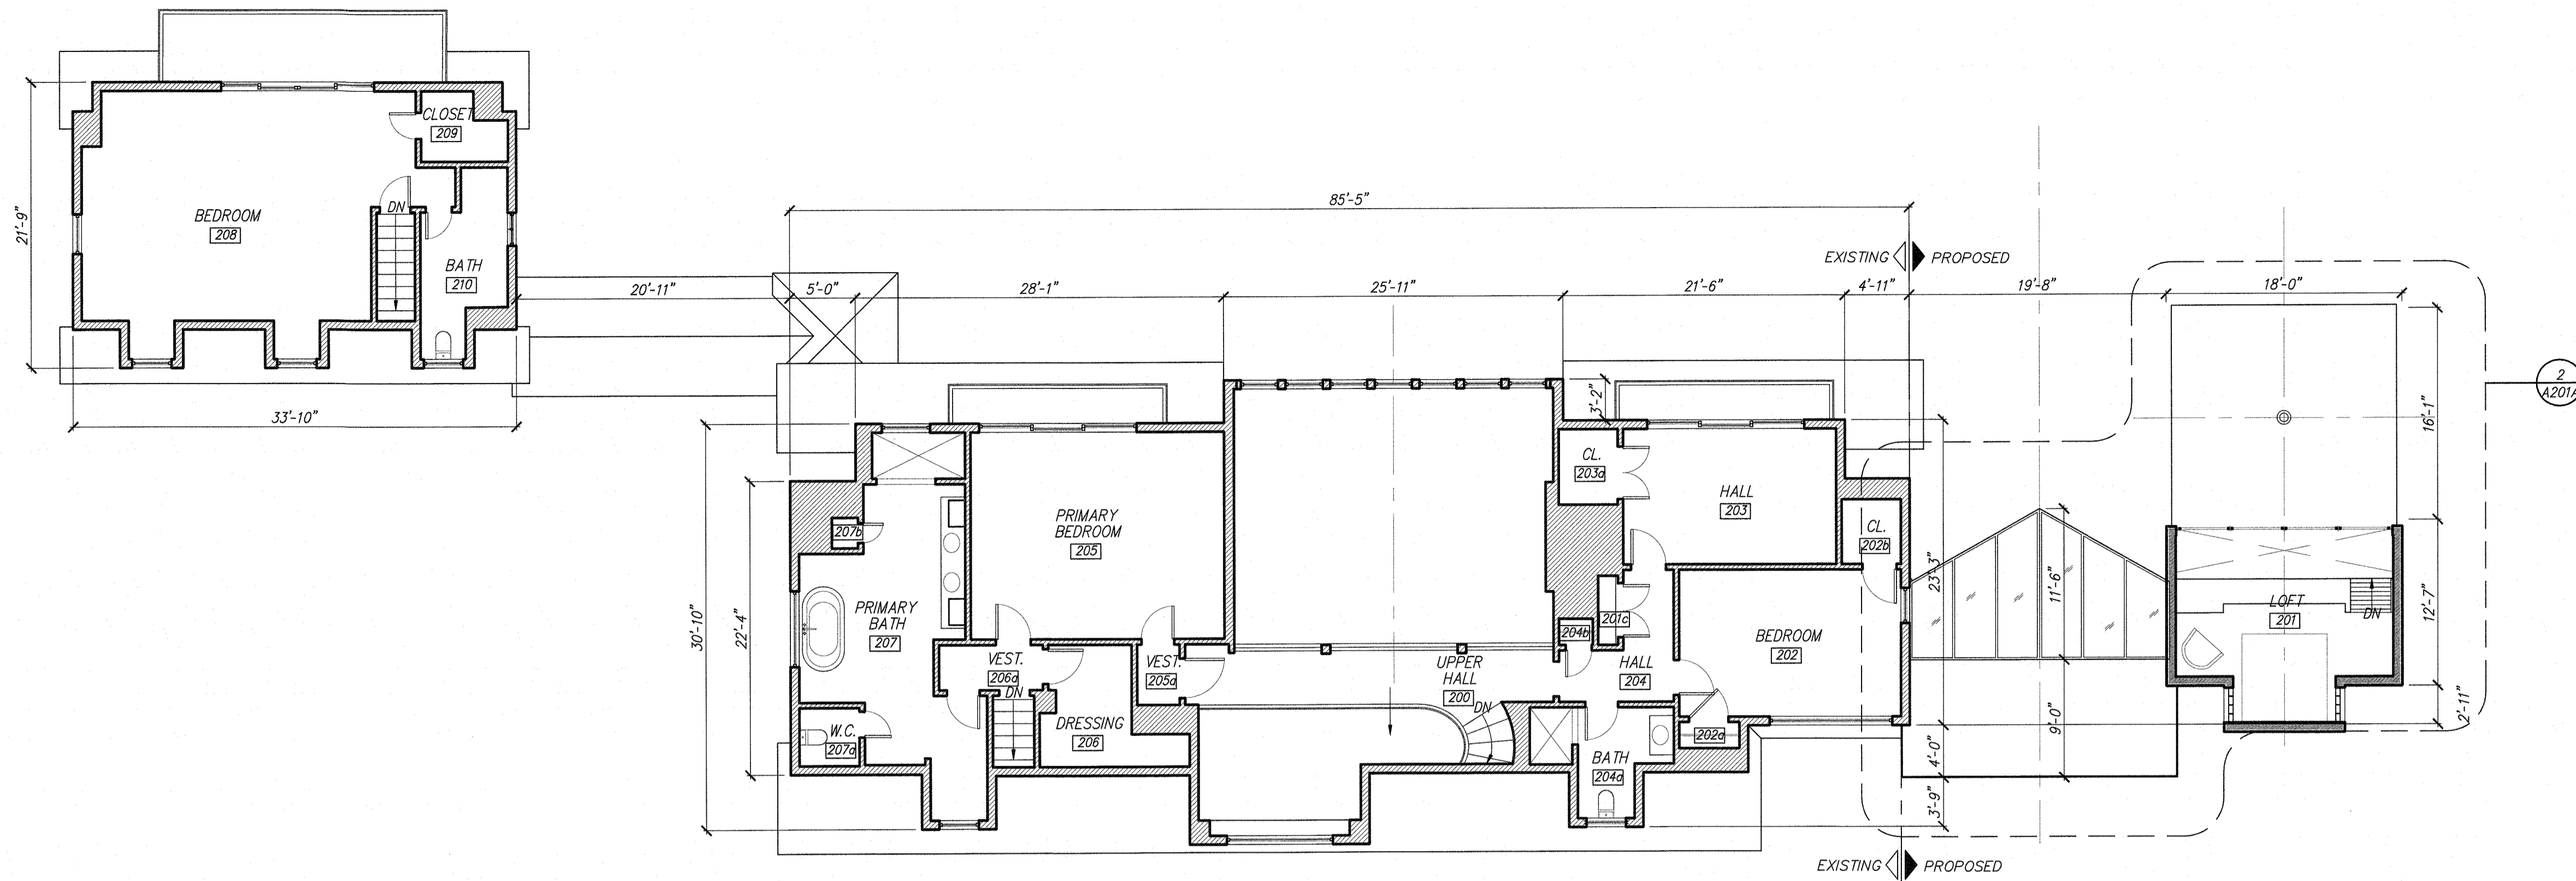 CLOSET
209
BEDROOM
208
DN
BATH
210
21'-9"
33'-10"
85'-5"
EXISTING
PROPOSED
20'-11"
5'-0"
28'-1"
25'-11"
21'-6"
4'-11"
19'-8"
18'-0"
2
A201A
3'-2"
16'-1"
CL.
203a
HALL
203
PRIMARY
BEDROOM
205
207b
CL.
202b
23'-3"
11'-6"
12'-7"
30'-10"
22'-4"
PRIMARY
BATH
207
201c
204b
BEDROOM
202
LOFT
201
DN
VEST.
206a
DN
VEST.
205a
UPPER
HALL
200
DN
HALL
204
DRESSING
206
W.C.
207a
BATH
204a
202a
9'-0"
2'-11"
4'-0"
3'-9"
EXISTING
PROPOSED